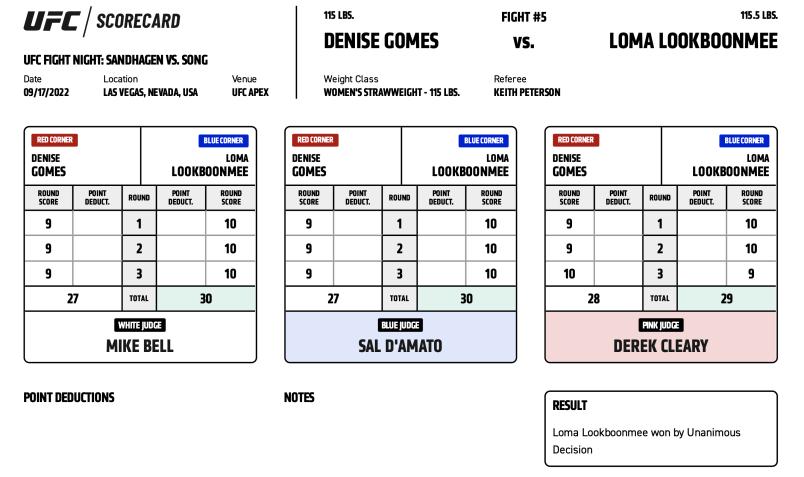 UFC / SCORECARD
UFC FIGHT NIGHT: SANDHAGEN VS. SONG
Date Location Venue
09/17/2022 LAS VEGAS, NEVADA, USA UFC APEX
115 LBS. FIGHT #5 115.5 LBS.
DENISE GOMES VS. LOMA LOOKBOONMEE
Weight Class Referee
WOMEN'S STRAWWEIGHT - 115 LBS. KEITH PETERSON
RED CORNER BLUE CORNER
DENISE LOMA
GOMES LOOKBOONMEE
ROUND POINT ROUND POINT ROUND
SCORE DEDUCT. DEDUCT. SCORE
9 1 10
9 2 10
9 3 10
27 TOTAL 30
WHITE JUDGE
MIKE BELL
RED CORNER BLUE CORNER
DENISE LOMA
GOMES LOOKBOONMEE
ROUND POINT ROUND POINT ROUND
SCORE DEDUCT. DEDUCT. SCORE
9 1 10
9 2 10
9 3 10
27 TOTAL 30
BLUE JUDGE
SAL D'AMATO
RED CORNER BLUE CORNER
DENISE LOMA
GOMES LOOKBOONMEE
ROUND POINT ROUND POINT ROUND
SCORE DEDUCT. DEDUCT. SCORE
9 1 10
9 2 10
10 3 9
28 TOTAL 29
PINK JUDGE
DEREK CLEARY
POINT DEDUCTIONS
NOTES
RESULT
Loma Lookboonmee won by Unanimous
Decision